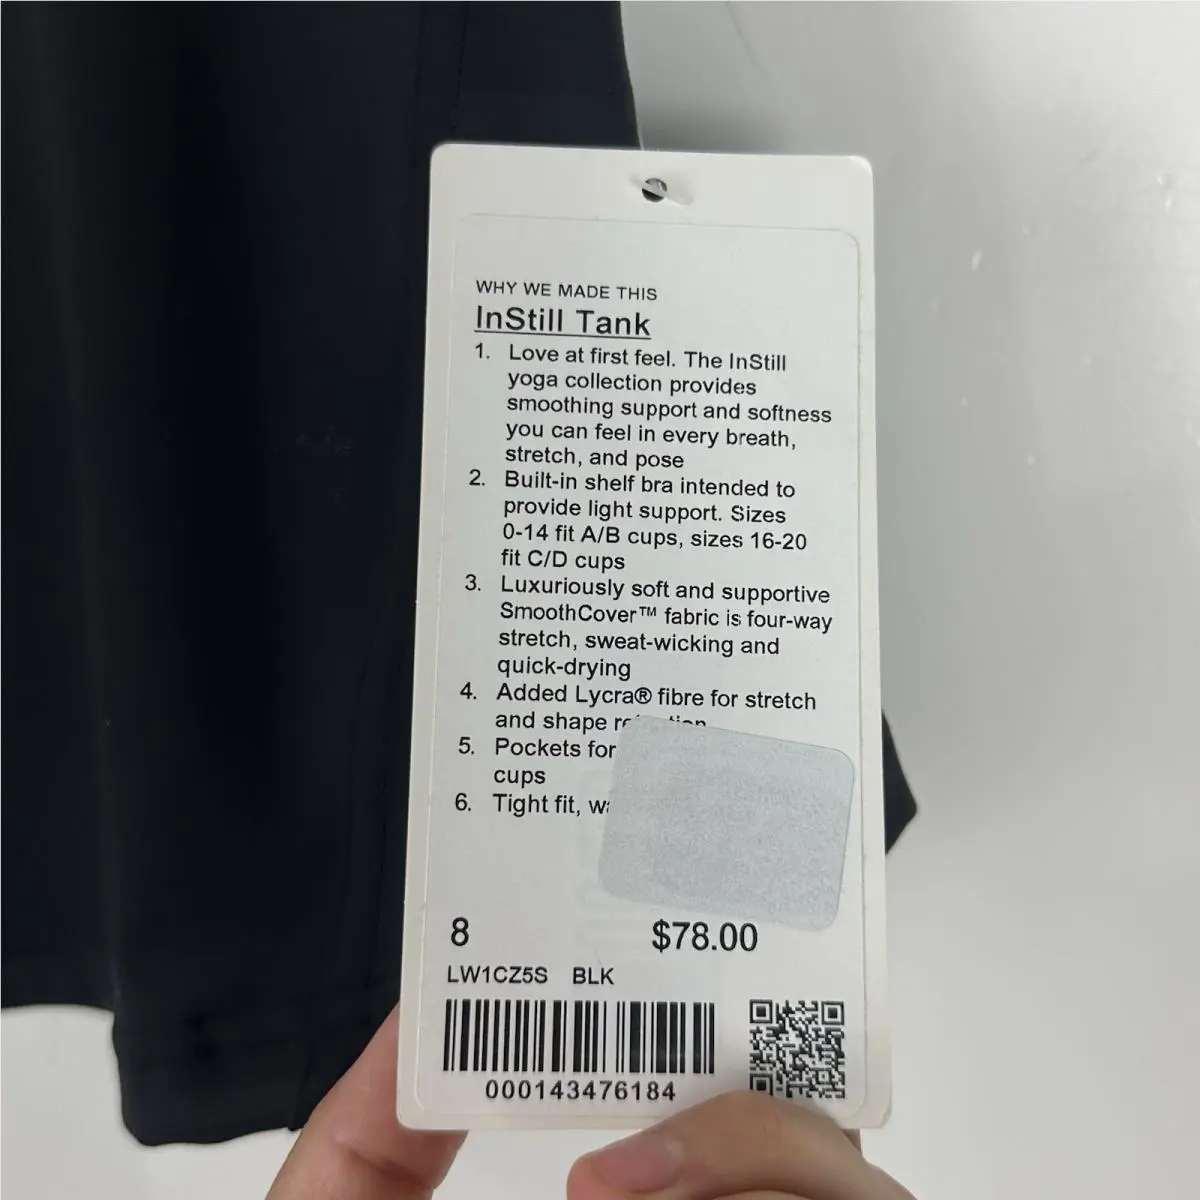 WHY WE MADE THIS
InStill Tank
1. Love at first feel. The InStill
yoga collection provides
smoothing support and softness
you can feel in every breath,
stretch, and pose
2. Built-in shelf bra intended to
provide light support. Sizes
0-14 fit A/B cups, sizes 16-20
fit C/D cups
3. Luxuriously soft and supportive
SmoothCover™ fabric is four-way
stretch, sweat-wicking and
quick-drying
4. Added Lycra® fibre for stretch
and shape
5. Pockets for
cups
6. Tight fit,
8 $78.00
LW1CZ5S BLK
000143476184